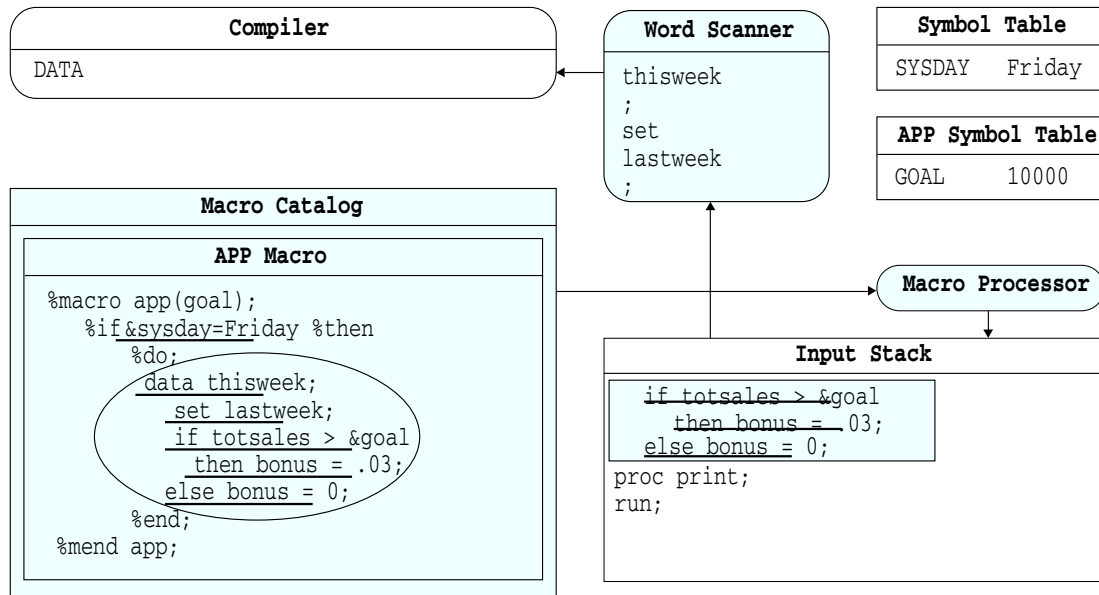 Compiler
DATA
Word Scanner
thisweek
;
set
lastweek
;
Symbol Table
SYSDAY Friday
APP Symbol Table
GOAL 10000
Macro Catalog
APP Macro
%macro app(goal);
%if &sysday=Friday %then
%do;
data thisweek;
set lastweek;
if totsales > &goal
then bonus = .03;
else bonus = 0;
%end;
%mend app;
Macro Processor
Input Stack
if totsales > &goal
then bonus = .03;
else bonus = 0;
proc print;
run;